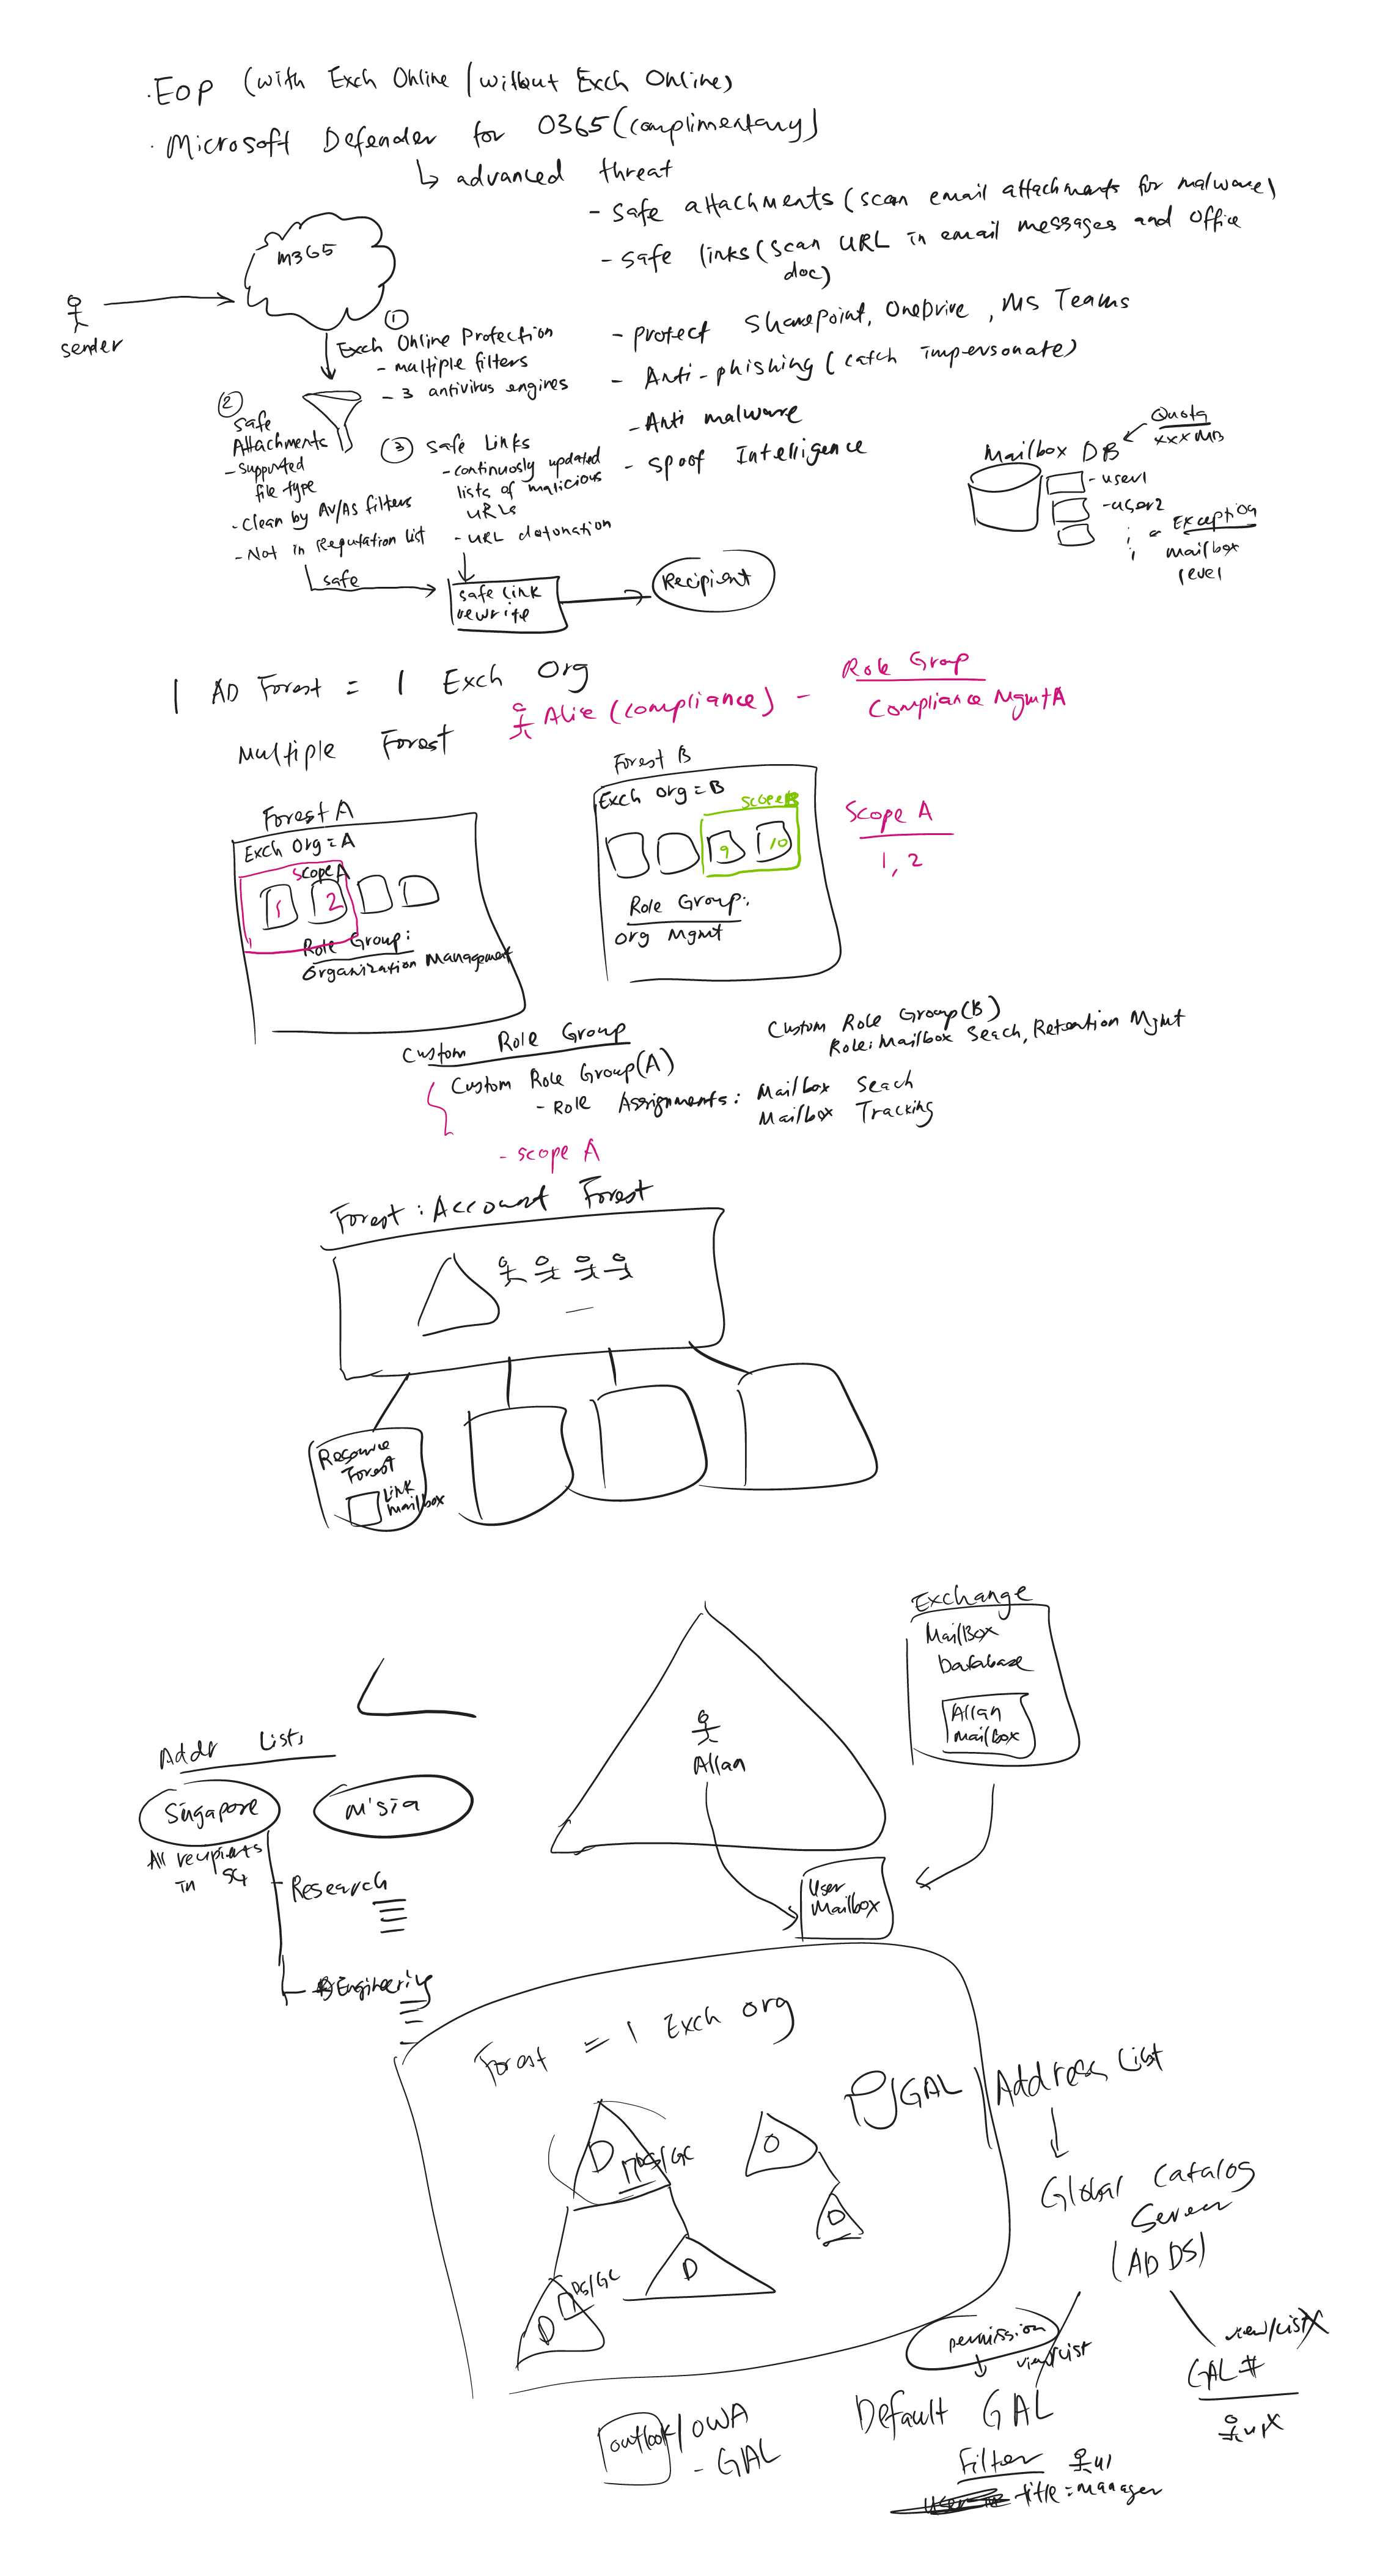 · EOP (with Exch Online / without Exch Online)
· Microsoft Defender for O365 (complimentary)
↳ advanced threat
- Safe attachments (scan email attachments for malware)
- Safe links (scan URL in email messages and Office
doc)
- protect Sharepoint, OneDrive, MS Teams
- Anti-phishing (catch impersonate)
- Anti malware
- Spoof Intelligence
M365
sender
①
Exch Online Protection
- multiple filters
- 3 antivirus engines
②
Safe
Attachments
- supported
file type
- Clean by AV/AS filters
- Not in Reputation list
③ Safe Links
- continuosly updated
lists of malicious
URLs
- URL detonation
safe
safe link
rewrite
Recipient
Mailbox DB
Quota
xxx MB
- user1
- user2
Exception
mailbox
level
1 AD Forest = 1 Exch Org
Multiple Forest
Alice (compliance) -
Role Group
Compliance Mgmt A
Forest A
Exch Org = A
Scope A
1 2
Role Group:
Organization Management
Forest B
Exch Org = B
Scope B
9 10
Role Group:
Org Mgmt
Scope A
1, 2
Custom Role Group
Custom Role Group (A)
- Role Assignments: Mailbox Seach
Mailbox Tracking
- scope A
Custom Role Group (B)
Role: Mailbox Seach, Retention Mgmt
Forest: Account Forest
Resource
Forest
Link
mailbox
Exchange
MailBox
Database
Allan
mailbox
Allan
User
Mailbox
Addr Lists
Singapore
M'sia
All recipients
in SG
Research
Engineering
Forest = 1 Exch org
D
DS/GC
D
DS/GC
D
D
D
GAL / Address List
Global Catalog
Server
(AD DS)
permission
view/list
Default GAL
Filter u1
title = manager
view/list X
GAL #
u1 X
outlook / OWA
- GAL